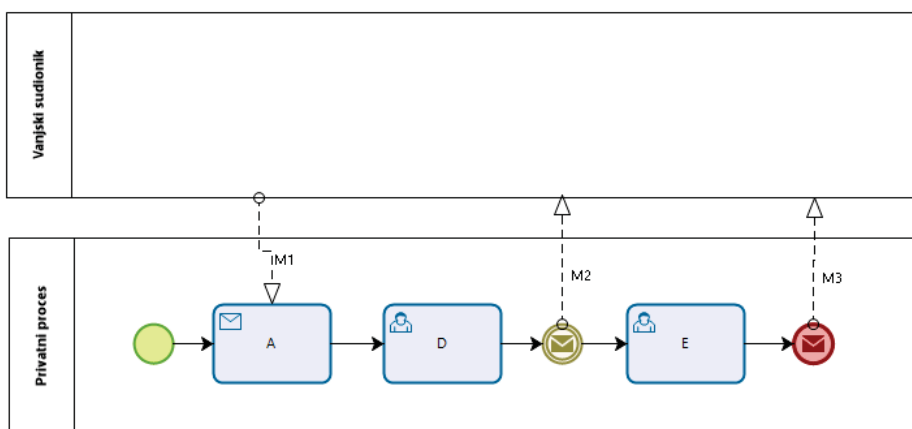 Vanjski sudionik
M1
M2
M3
Privatni proces
A
D
E